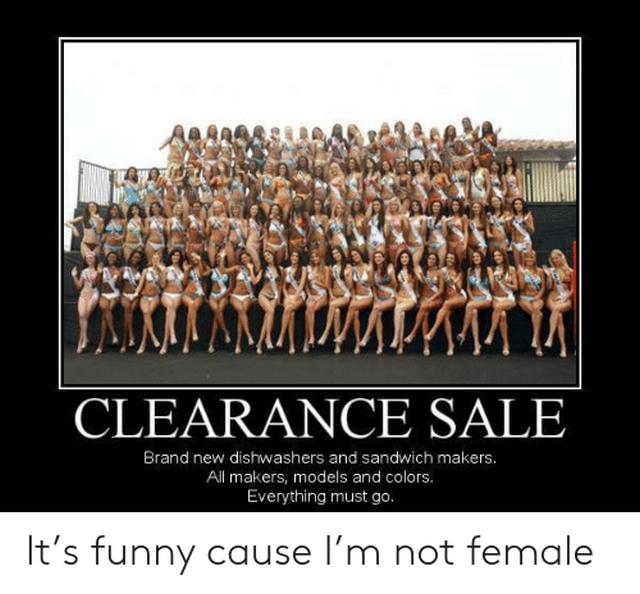 CLEARANCE SALE
Brand new dishwashers and sandwich makers.
All makers, models and colors.
Everything must go.
It's funny cause I'm not female